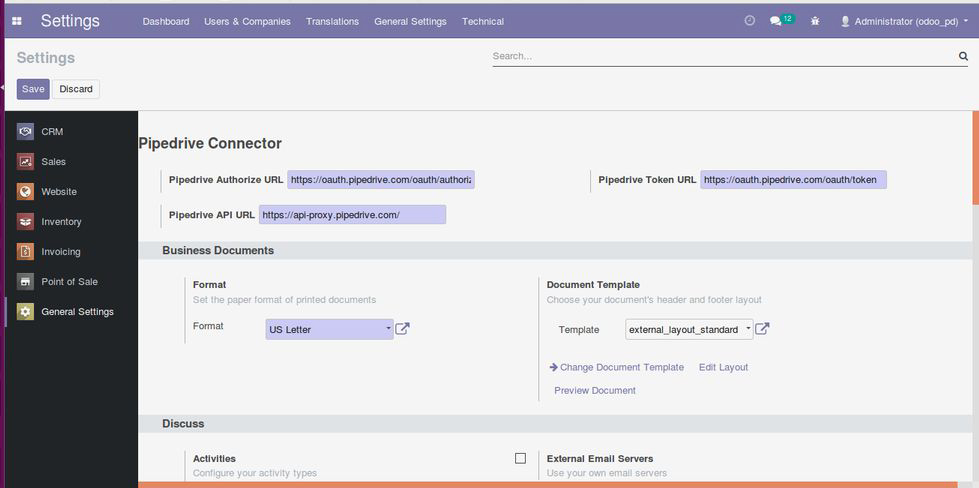 Settings Dashboard Users & Companies Translations General Settings Technical 12 Administrator (odoo_pd)
Settings Search...
Save Discard
CRM
Sales
Website
Inventory
Invoicing
Point of Sale
General Settings
Pipedrive Connector
Pipedrive Authorize URL https://oauth.pipedrive.com/oauth/authoriz Pipedrive Token URL https://oauth.pipedrive.com/oauth/token
Pipedrive API URL https://api-proxy.pipedrive.com/
Business Documents
Format Document Template
Set the paper format of printed documents Choose your document's header and footer layout
Format US Letter Template external_layout_standard
Change Document Template Edit Layout
Preview Document
Discuss
Activities External Email Servers
Configure your activity types Use your own email servers